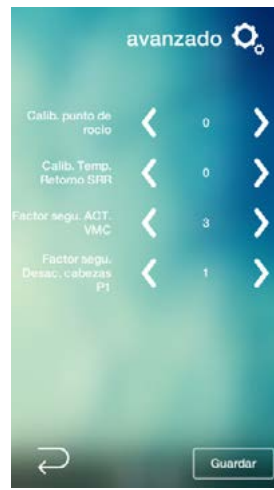 avanzado
Calib. punto de
rocío
0
Calib. Temp.
Retorno SRR
0
Factor segu. ACT.
VMC
3
Factor segu.
Desac. cabezas
P1
1
Guardar